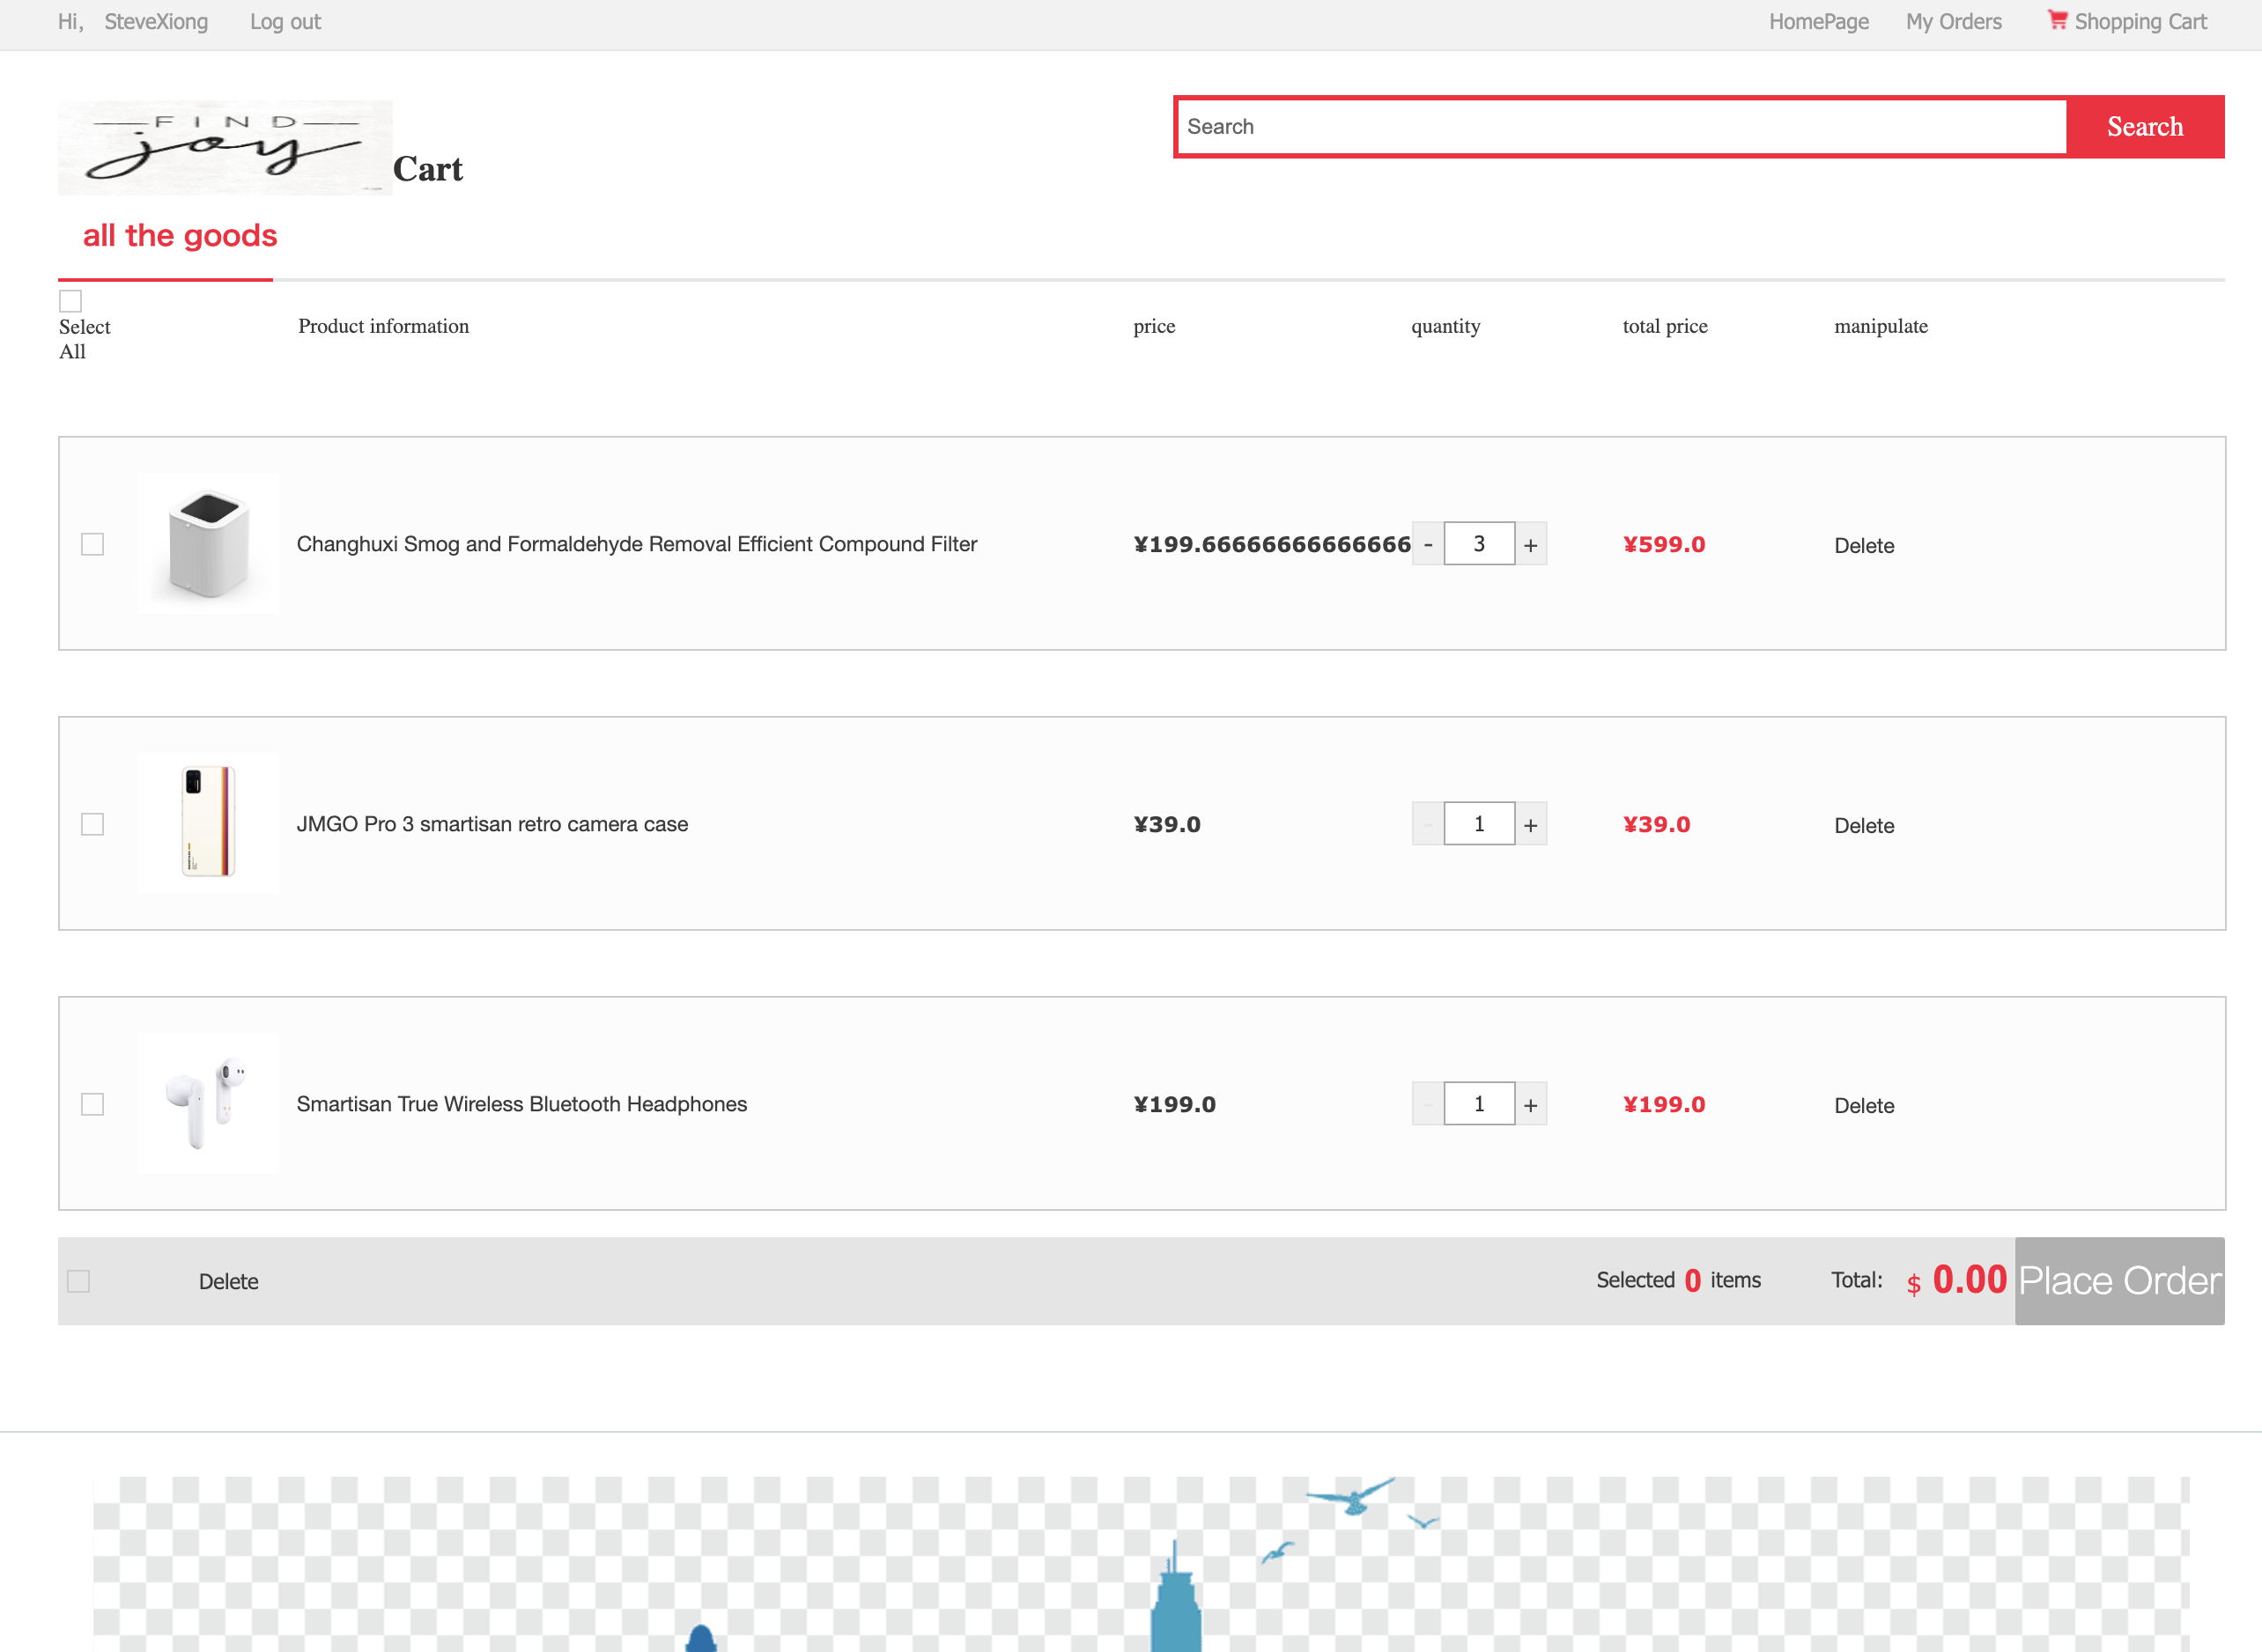 Hi, SteveXiong Log out HomePage My Orders Shopping Cart
FIND
joy
Cart
Search Search
all the goods
Select All Product information price quantity total price manipulate
Changhuxi Smog and Formaldehyde Removal Efficient Compound Filter ¥199.66666666666666 - 3 + ¥599.0 Delete
JMGO Pro 3 smartisan retro camera case ¥39.0 - 1 + ¥39.0 Delete
Smartisan True Wireless Bluetooth Headphones ¥199.0 - 1 + ¥199.0 Delete
Delete Selected 0 items Total: $ 0.00 Place Order